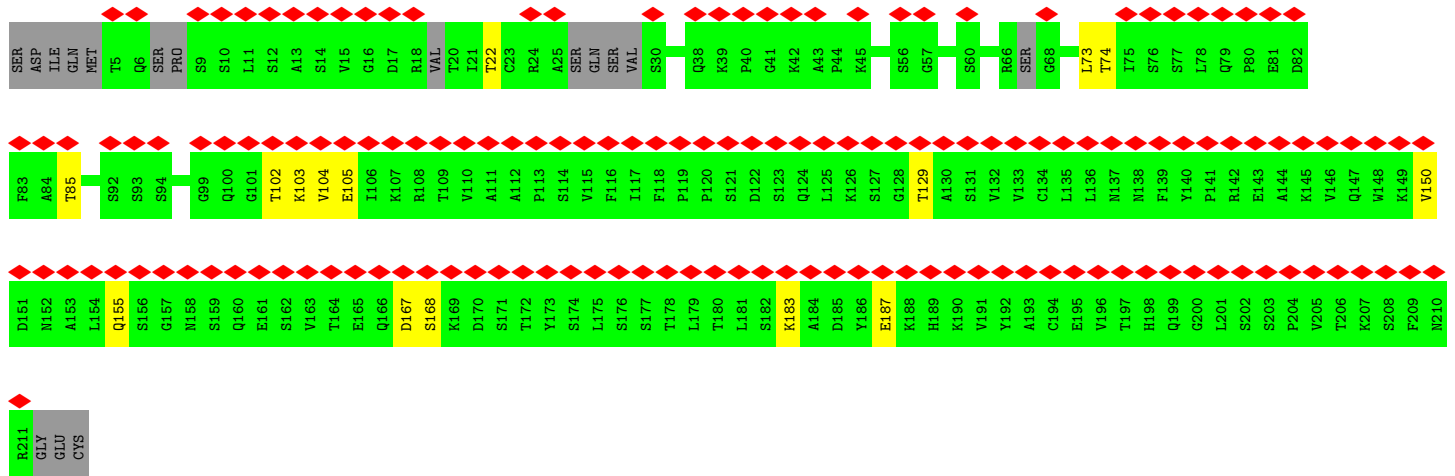 SER ASP ILE GLN MET T5 Q6 SER PRO S9 S10 L11 S12 A13 S14 V15 G16 D17 R18 VAL T20 I21 T22 C23 R24 A25 SER GLN SER VAL S30 Q38 K39 P40 G41 K42 A43 P44 K45 S56 G57 S60 R66 SER G68 L73 T74 I75 S76 S77 L78 Q79 P80 E81 D82
F83 A84 T85 S92 S93 S94 G99 Q100 G101 T102 K103 V104 E105 I106 K107 R108 T109 V110 A111 A112 P113 S114 V115 F116 I117 F118 P119 P120 S121 D122 S123 Q124 L125 K126 S127 G128 T129 A130 S131 V132 V133 C134 L135 L136 N137 N138 F139 Y140 P141 R142 E143 A144 K145 V146 Q147 W148 K149 V150
D151 N152 A153 L154 Q155 S156 G157 N158 S159 Q160 E161 S162 V163 T164 E165 Q166 D167 S168 K169 D170 S171 T172 Y173 S174 L175 S176 S177 T178 L179 T180 L181 S182 K183 A184 D185 Y186 E187 K188 H189 K190 V191 Y192 A193 C194 E195 V196 T197 H198 Q199 G200 L201 S202 S203 P204 V205 T206 K207 S208 F209 N210
R211 GLY GLU CYS